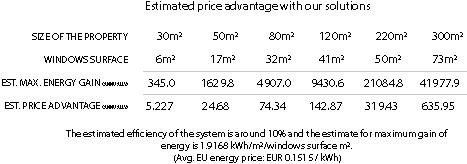 Estimated price advantage with our solutions
SIZE OF THE PROPERTY 30m² 50m² 80m² 120m² 220m² 300m²
WINDOWS SURFACE 6m² 17m² 32m² 41m² 50m² 73m²
EST. MAX. ENERGY GAIN 345.0 1629.8 4907.0 9430.6 21084.8 41977.9
EST. PRICE ADVANTAGE 5.227 24.68 74.34 142.87 319.43 635.95
The estimated efficiency of the system is around 10% and the estimate for maximum gain of
energy is 1.9168 kWh/m²/windows surface m².
(Avg. EU energy price: EUR 0.1515 / kWh)